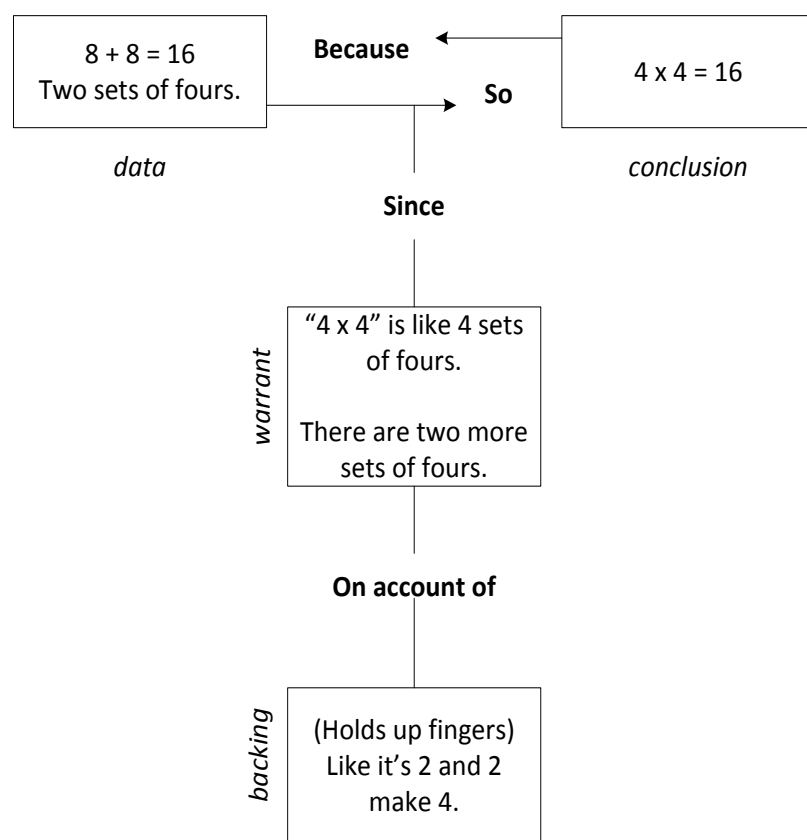 8 + 8 = 16
Two sets of fours.
Because
So
4 x 4 = 16
data
conclusion
Since
warrant
“4 x 4” is like 4 sets
of fours.
There are two more
sets of fours.
On account of
backing
(Holds up fingers)
Like it’s 2 and 2
make 4.